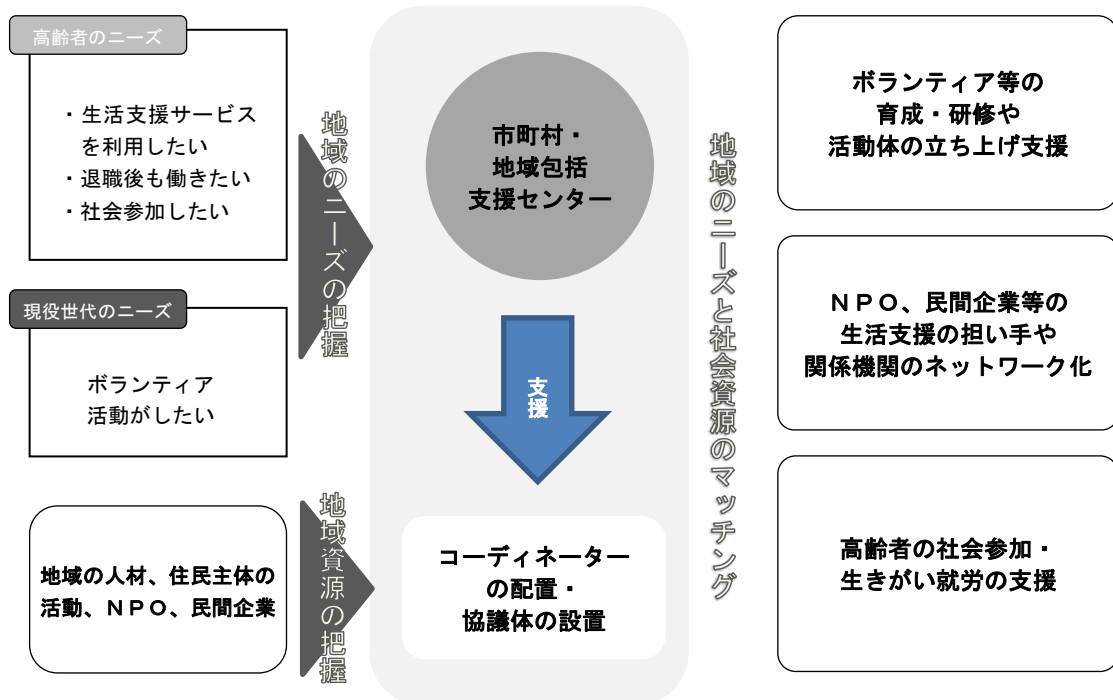 高齢者のニーズ
・生活支援サービス
を利用したい
・退職後も働きたい
・社会参加したい
現役世代のニーズ
ボランティア
活動がしたい
地域のニーズの把握
地域の人材、住民主体の
活動、ＮＰＯ、民間企業
地域資源の把握
市町村・
地域包括
支援センター
支援
コーディネーター
の配置・
協議体の設置
地域のニーズと社会資源のマッチング
ボランティア等の
育成・研修や
活動体の立ち上げ支援
ＮＰＯ、民間企業等の
生活支援の担い手や
関係機関のネットワーク化
高齢者の社会参加・
生きがい就労の支援